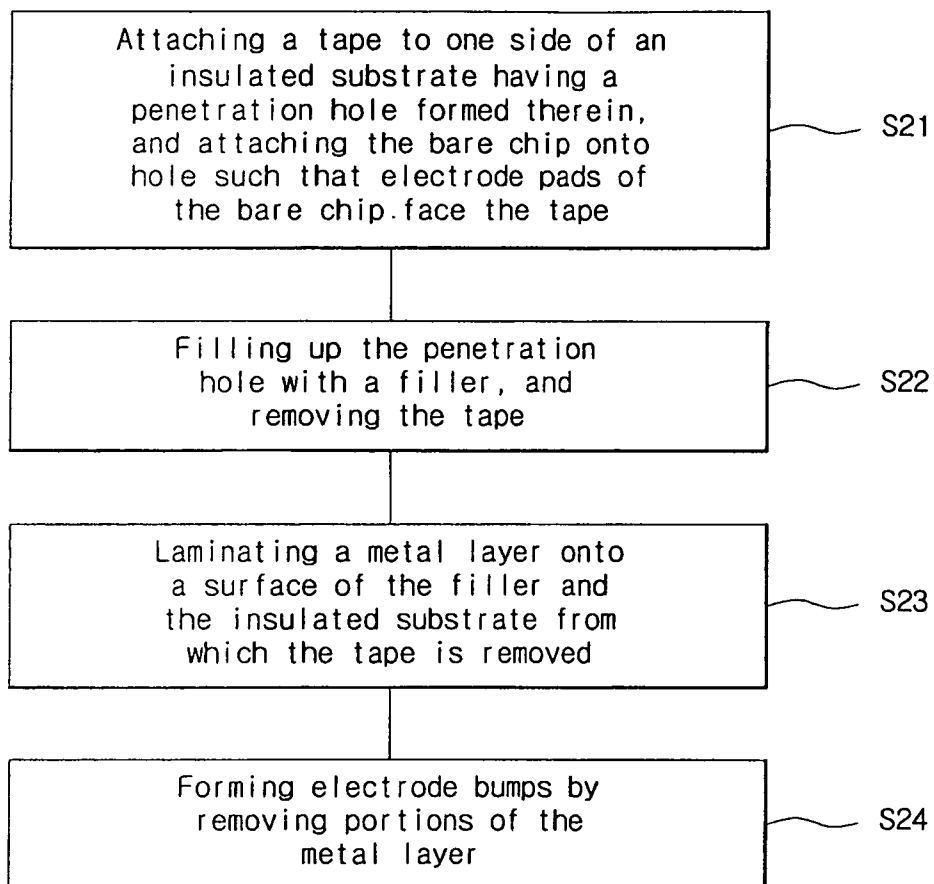 Attaching a tape to one side of an
insulated substrate having a
penetration hole formed therein,
and attaching the bare chip onto
hole such that electrode pads of
the bare chip.face the tape
S21
Filling up the penetration
hole with a filler, and
removing the tape
S22
Laminating a metal layer onto
a surface of the filler and
the insulated substrate from
which the tape is removed
S23
Forming electrode bumps by
removing portions of the
metal layer
S24